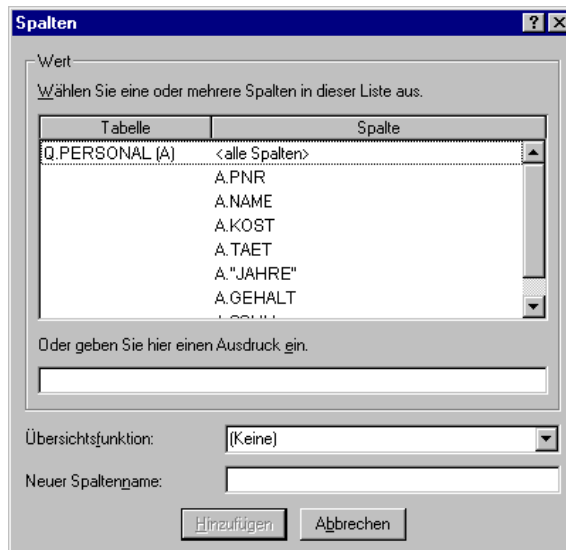 Spalten
Wert
Wählen Sie eine oder mehrere Spalten in dieser Liste aus.
Tabelle Spalte
Q.PERSONAL (A) <alle Spalten>
A.PNR
A.NAME
A.KOST
A.TAET
A."JAHRE"
A.GEHALT
Oder geben Sie hier einen Ausdruck ein.
Übersichtsfunktion: (Keine)
Neuer Spaltenname:
Hinzufügen Abbrechen